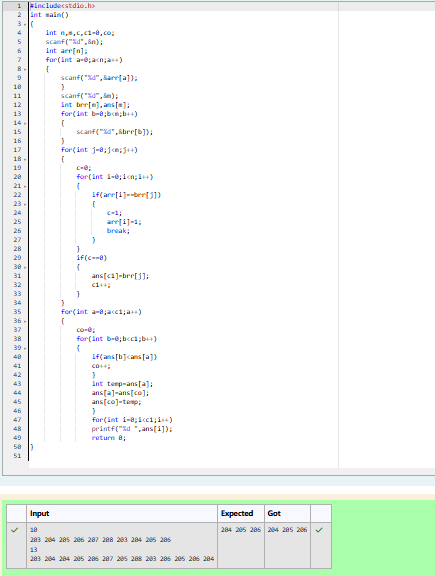 1 #include<stdio.h>
2 int main()
3 {
4 int n,m,c,c1=0,co;
5 scanf("%d",&n);
6 int arr[n];
7 for(int a=0;a<n;a++)
8 {
9 scanf("%d",&arr[a]);
10 }
11 scanf("%d",&m);
12 int brr[m],ans[m];
13 for(int b=0;b<m;b++)
14 {
15 scanf("%d",&brr[b]);
16 }
17 for(int j=0;j<m;j++)
18 {
19 c=0;
20 for(int i=0;i<n;i++)
21 {
22 if(arr[i]==brr[j])
23 {
24 c=1;
25 arr[i]=1;
26 break;
27 }
28 }
29 if(c==0)
30 {
31 ans[c1]=brr[j];
32 c1++;
33 }
34 }
35 for(int a=0;a<c1;a++)
36 {
37 co=0;
38 for(int b=0;b<c1;b++)
39 {
40 if(ans[b]<ans[a])
41 co++;
42 }
43 int temp=ans[a];
44 ans[a]=ans[co];
45 ans[co]=temp;
46 }
47 for(int i=0;i<c1;i++)
48 printf("%d ",ans[i]);
49 return 0;
50 }
51
Input Expected Got
10
203 204 205 206 207 208 203 204 205 206
13
203 204 204 205 206 207 205 208 203 206 205 206 204
204 205 206 204 205 206